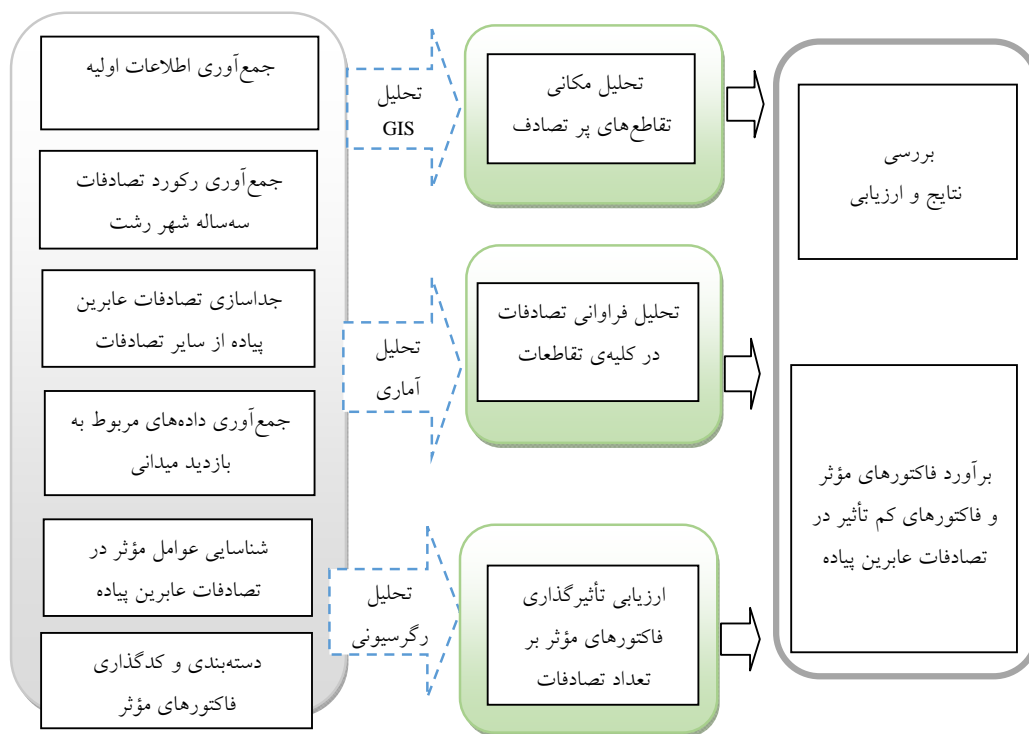 جمع‌آوری اطلاعات اولیه
جمع‌آوری رکورد تصادفات
سه‌ساله شهر رشت
جداسازی تصادفات عابرین
پیاده از سایر تصادفات
جمع‌آوری داده‌های مربوط به
بازدید میدانی
شناسایی عوامل مؤثر در
تصادفات عابرین پیاده
دسته‌بندی و کدگذاری
فاکتورهای مؤثر
تحلیل
GIS
تحلیل
آماری
تحلیل
رگرسیونی
تحلیل مکانی
تقاطع‌های پر تصادف
تحلیل فراوانی تصادفات
در کلیه‌ی تقاطعات
ارزیابی تأثیرگذاری
فاکتورهای مؤثر بر
تعداد تصادفات
بررسی
نتایج و ارزیابی
برآورد فاکتورهای مؤثر
و فاکتورهای کم تأثیر در
تصادفات عابرین پیاده